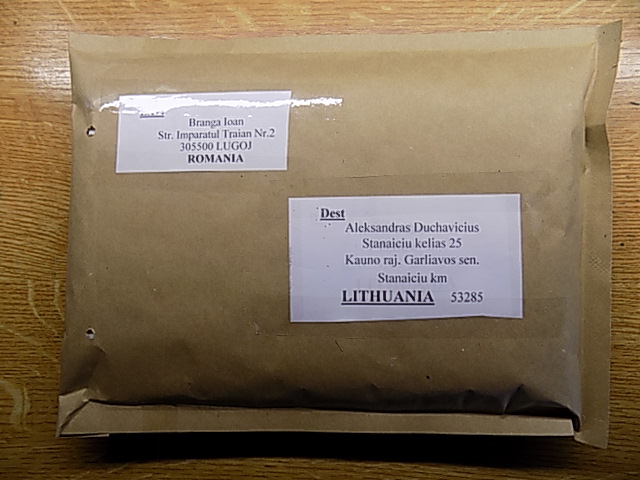 Branga Ioan
Str. Imparatul Traian Nr.2
305500 LUGOJ
ROMANIA
Dest
Aleksandras Duchavicius
Stanaiciu kelias 25
Kauno raj. Garliavos sen.
Stanaiciu km
LITHUANIA 53285